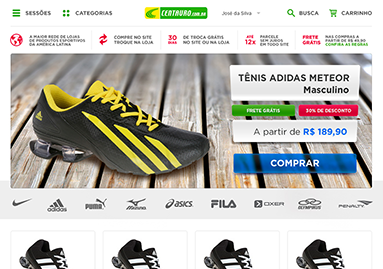 SESSÕES
CATEGORIAS
CENTAURO.com.br
José da Silva
BUSCA
CARRINHO
A MAIOR REDE DE LOJAS
DE PRODUTOS ESPORTIVOS
DA AMÉRICA LATINA
COMPRE NO SITE
TROQUE NA LOJA
30
DIAS
DE TROCA GRÁTIS
NO SITE OU NA LOJA
ATÉ
12x
PARCELE
SEM JUROS
EM TODO SITE
FRETE
GRÁTIS
NAS COMPRAS A
PARTIR DE R$ 49,90
CONFIRA AS REGRAS
TÊNIS ADIDAS METEOR
Masculino
FRETE GRÁTIS
30% DE DESCONTO
A partir de R$ 189,90
COMPRAR
adidas
PUMA
MIZUNO
asics
FILA
OXER
OLYMPIKUS
PENALTY